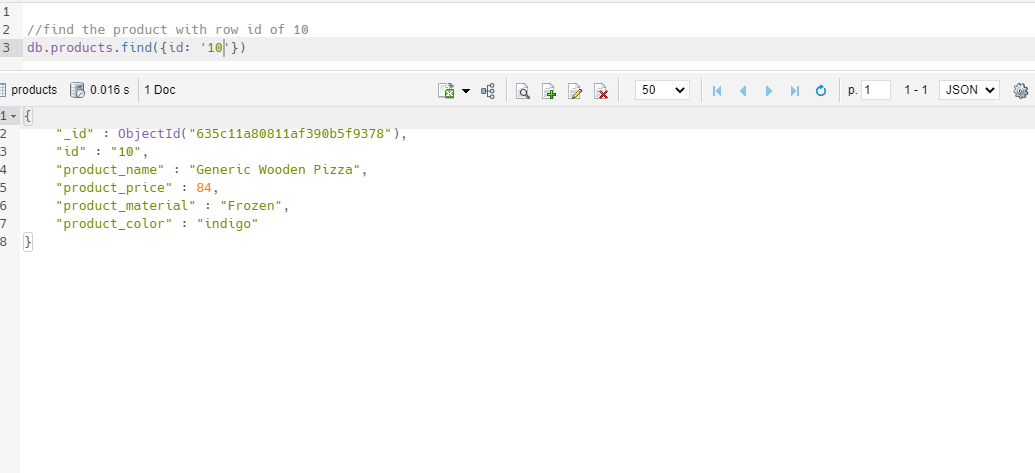 1
2 //find the product with row id of 10
3 db.products.find({id: '10'})
products 0.016 s 1 Doc 50 p. 1 1 - 1 JSON
1 {
2 "_id" : ObjectId("635c11a80811af390b5f9378"),
3 "id" : "10",
4 "product_name" : "Generic Wooden Pizza",
5 "product_price" : 84,
6 "product_material" : "Frozen",
7 "product_color" : "indigo"
8 }